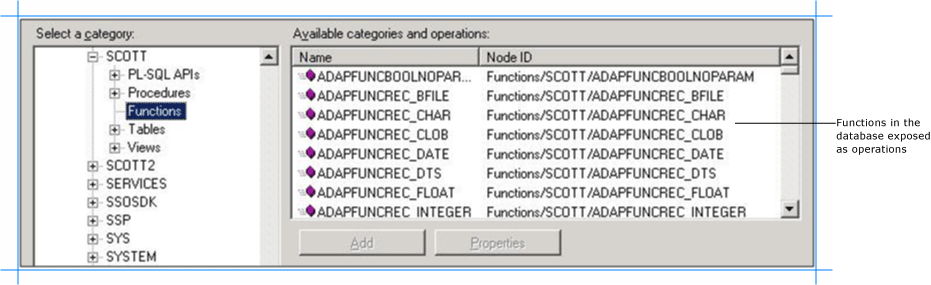 Select a category:
SCOTT
PL-SQL APIs
Procedures
Functions
Tables
Views
SCOTT2
SERVICES
SSOSDK
SSP
SYS
SYSTEM
Available categories and operations:
Name Node ID
ADAPFUNCBOOLNOPAR... Functions/SCOTT/ADAPFUNCBOOLNOPARAM
ADAPFUNCREC_BFILE Functions/SCOTT/ADAPFUNCREC_BFILE
ADAPFUNCREC_CHAR Functions/SCOTT/ADAPFUNCREC_CHAR
ADAPFUNCREC_CLOB Functions/SCOTT/ADAPFUNCREC_CLOB
ADAPFUNCREC_DATE Functions/SCOTT/ADAPFUNCREC_DATE
ADAPFUNCREC_DTS Functions/SCOTT/ADAPFUNCREC_DTS
ADAPFUNCREC_FLOAT Functions/SCOTT/ADAPFUNCREC_FLOAT
ADAPFUNCREC_INTEGER Functions/SCOTT/ADAPFUNCREC_INTEGER
Add Properties
Functions in the
database exposed
as operations